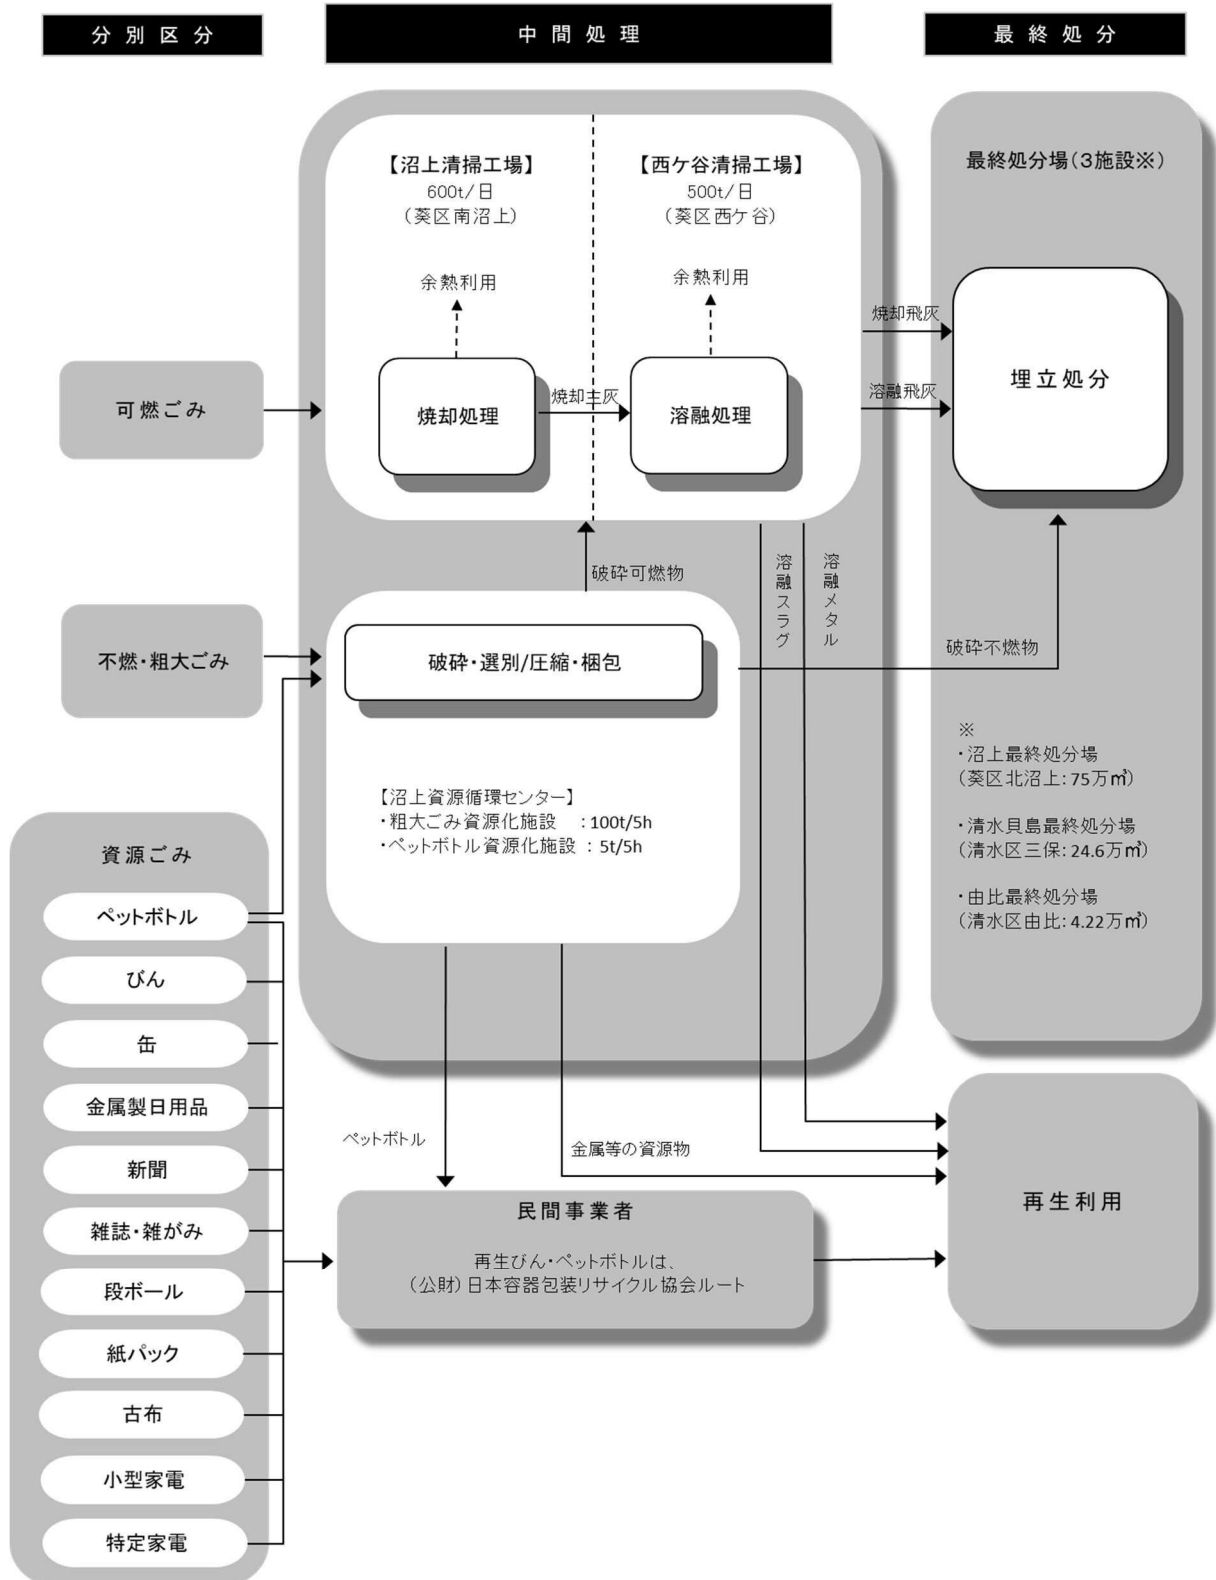 分別区分
中間処理
最終処分
【沼上清掃工場】
600t/日
(葵区南沼上)
【西ケ谷清掃工場】
500t/日
(葵区西ケ谷)
最終処分場(3施設※)
余熱利用
余熱利用
焼却飛灰
可燃ごみ
焼却処理
焼却主灰
溶融処理
溶融飛灰
埋立処分
破砕可燃物
溶融スラグ
溶融メタル
不燃・粗大ごみ
破砕・選別/圧縮・梱包
破砕不燃物
【沼上資源循環センター】
・粗大ごみ資源化施設 :100t/5h
・ペットボトル資源化施設 : 5t/5h
※
・沼上最終処分場
(葵区北沼上: 75万㎥)
・清水貝島最終処分場
(清水区三保: 24.6万㎥)
・由比最終処分場
(清水区由比: 4.22万㎥)
資源ごみ
ペットボトル
びん
缶
金属製日用品
新聞
雑誌・雑がみ
段ボール
紙パック
古布
小型家電
特定家電
ペットボトル
金属等の資源物
民間事業者
再生びん・ペットボトルは、
(公財)日本容器包装リサイクル協会ルート
再生利用